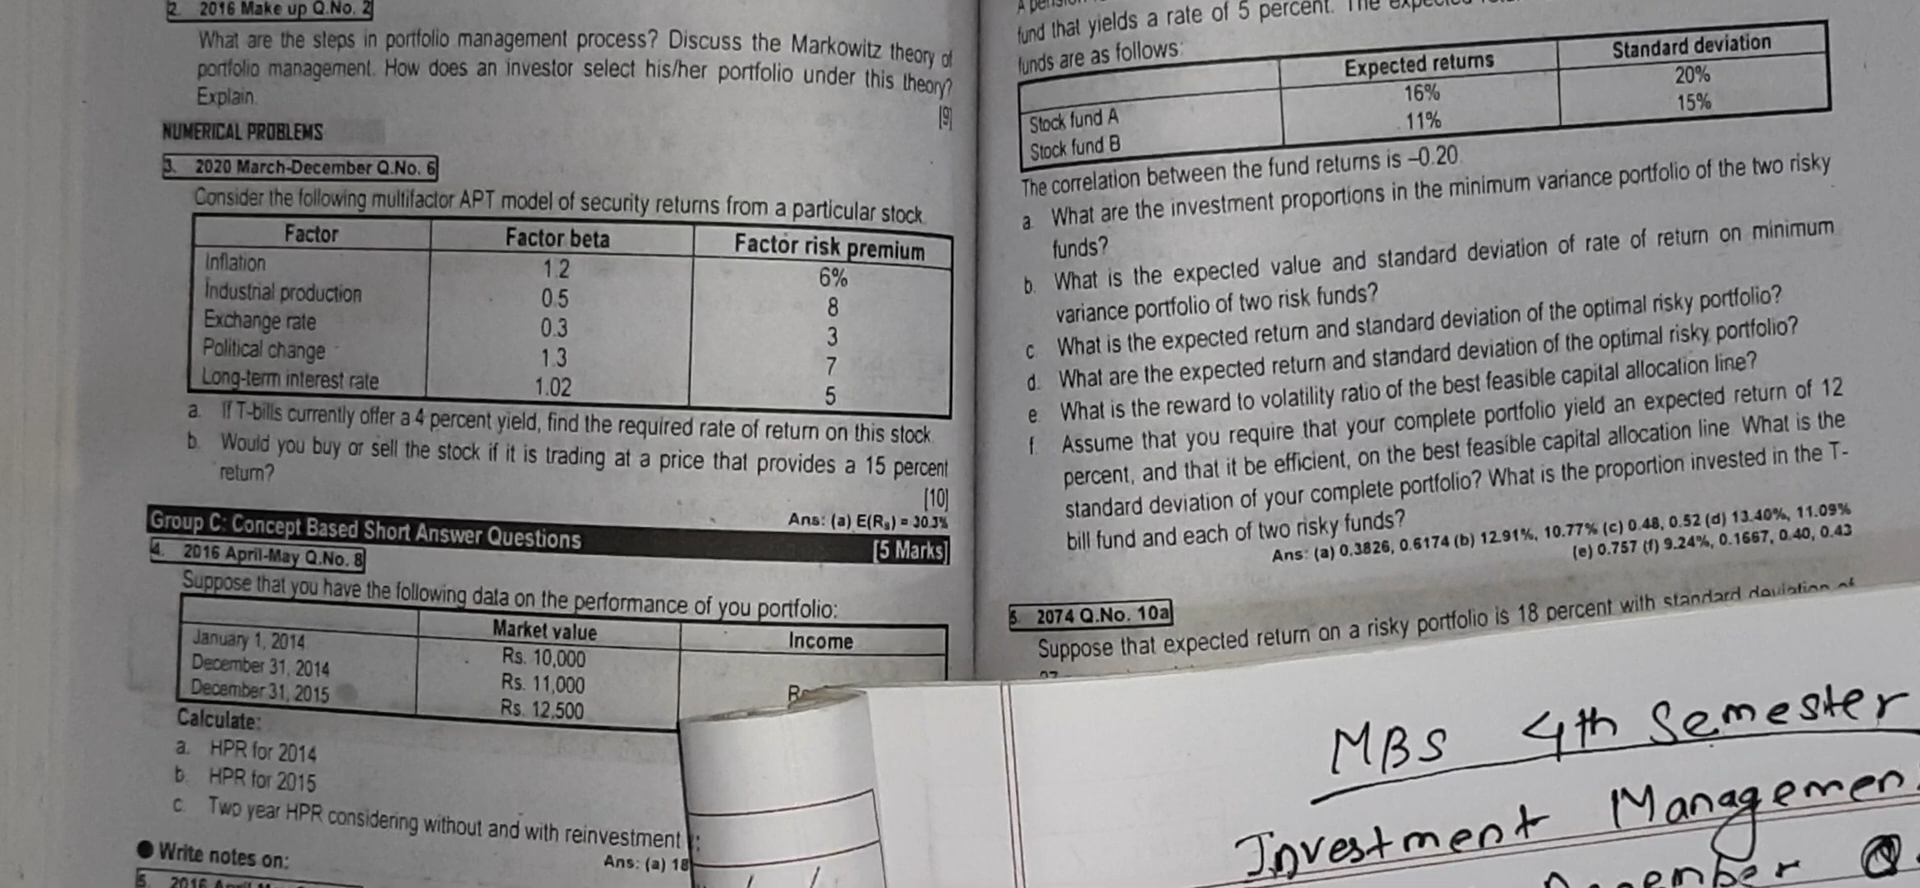 2. 2016 Make up Q.No. 2
What are the steps in portfolio management process? Discuss the Markowitz theory of
portfolio management. How does an investor select his/her portfolio under this theory?
Explain.
[9]
NUMERICAL PROBLEMS
3. 2020 March-December Q.No. 6
Consider the following multifactor APT model of security returns from a particular stock.
Factor Factor beta Factor risk premium
Inflation 1.2 6%
Industrial production 0.5 8
Exchange rate 0.3 3
Political change 1.3 7
Long-term interest rate 1.02 5
a. If T-bills currently offer a 4 percent yield, find the required rate of return on this stock.
b. Would you buy or sell the stock if it is trading at a price that provides a 15 percent
return?
[10]
Ans: (a) E(Rₐ) = 30.3%
Group C: Concept Based Short Answer Questions [5 Marks]
4. 2016 April-May Q.No. 8
Suppose that you have the following data on the performance of you portfolio:
Market value Income
January 1, 2014 Rs. 10,000
December 31, 2014 Rs. 11,000
December 31, 2015 Rs. 12,500
Calculate:
a. HPR for 2014
b. HPR for 2015
c. Two year HPR considering without and with reinvestment
Ans: (a) 18
● Write notes on:
5. 2016
fund that yields a rate of 5 percent. The
funds are as follows:
Expected returns Standard deviation
Stock fund A 16% 20%
Stock fund B 11% 15%
The correlation between the fund returns is –0.20.
a. What are the investment proportions in the minimum variance portfolio of the two risky
funds?
b. What is the expected value and standard deviation of rate of return on minimum
variance portfolio of two risk funds?
c. What is the expected return and standard deviation of the optimal risky portfolio?
d. What are the expected return and standard deviation of the optimal risky portfolio?
e. What is the reward to volatility ratio of the best feasible capital allocation line?
f. Assume that you require that your complete portfolio yield an expected return of 12
percent, and that it be efficient, on the best feasible capital allocation line. What is the
standard deviation of your complete portfolio? What is the proportion invested in the T-
bill fund and each of two risky funds?
Ans: (a) 0.3826, 0.6174 (b) 12.91%, 10.77% (c) 0.48, 0.52 (d) 13.40%, 11.09%
(e) 0.757 (f) 9.24%, 0.1667, 0.40, 0.43
2074 Q.No. 10a
Suppose that expected return on a risky portfolio is 18 percent with standard deviation of
MBS 4th Semester
Investment